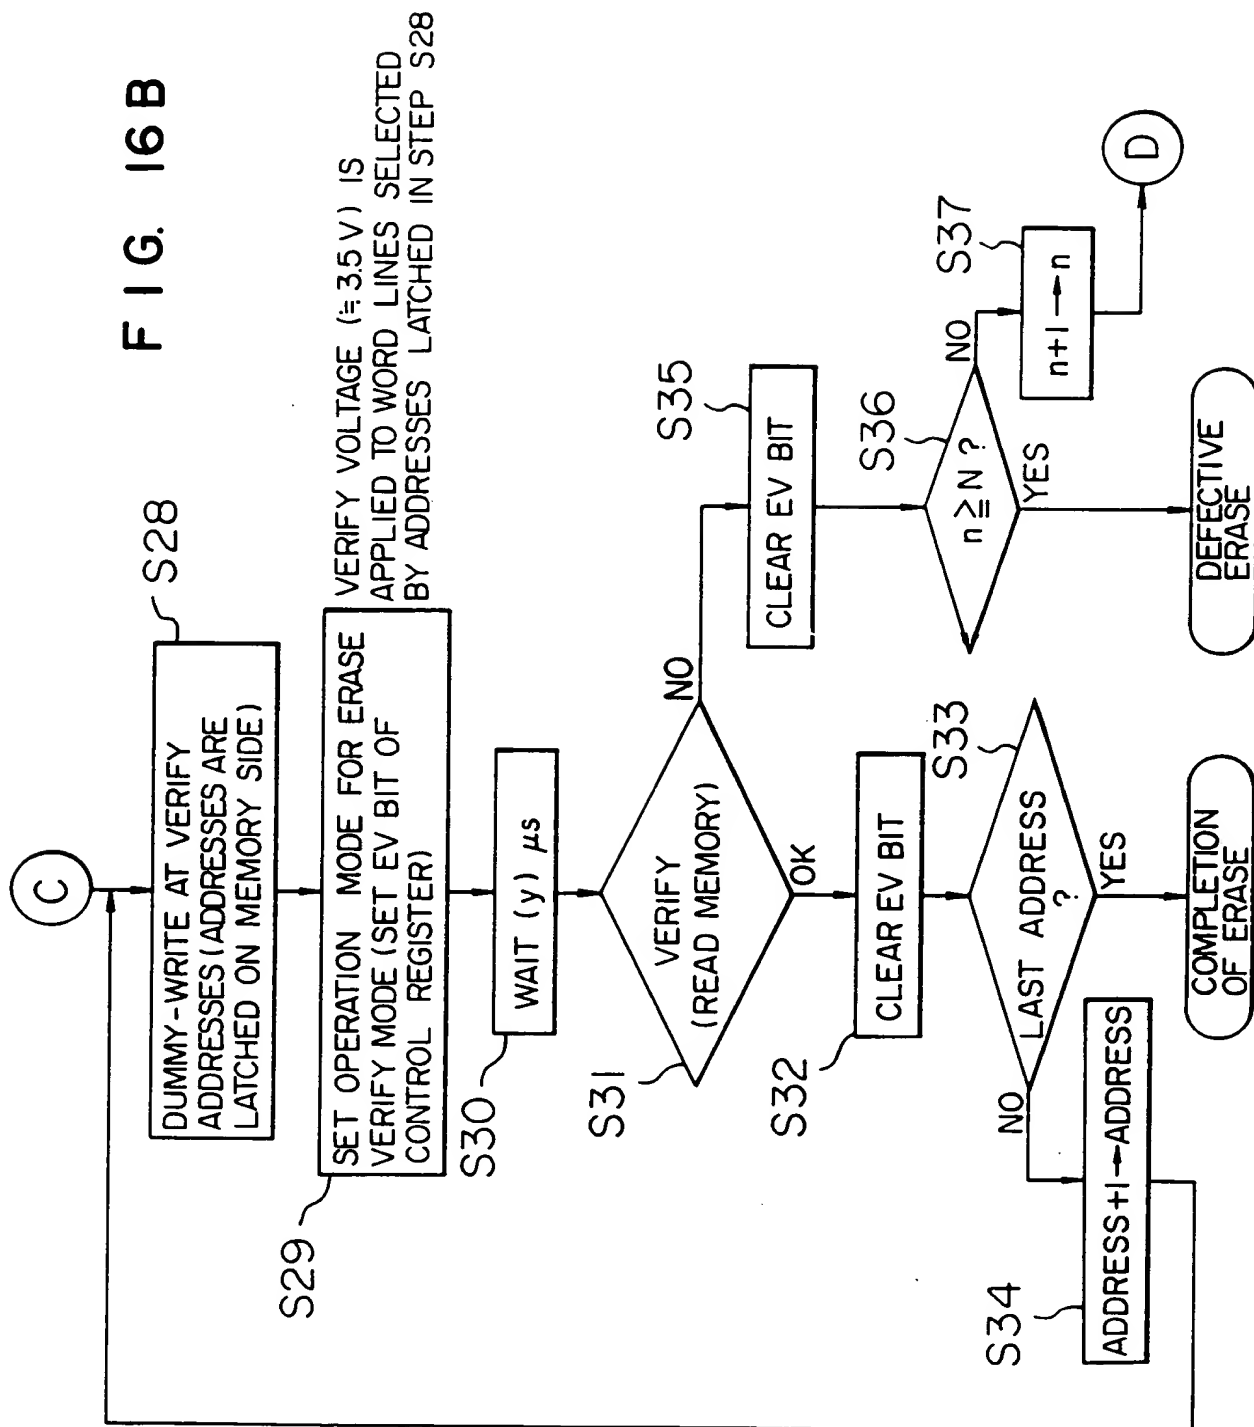 FIG. 16B
C
S28
DUMMY-WRITE AT VERIFY
ADDRESSES (ADDRESSES ARE
LATCHED ON MEMORY SIDE)
S29
SET OPERATION MODE FOR ERASE
VERIFY MODE (SET EV BIT OF
CONTROL REGISTER)
VERIFY VOLTAGE (≒ 3.5 V) IS
APPLIED TO WORD LINES SELECTED
BY ADDRESSES LATCHED IN STEP S28
S30
WAIT (y) μs
S31
VERIFY
(READ MEMORY)
NO
OK
S32
CLEAR EV BIT
S33
LAST ADDRESS
?
NO
YES
S34
ADDRESS+1→ADDRESS
COMPLETION
OF ERASE
S35
CLEAR EV BIT
S36
n ≧ N ?
NO
YES
S37
n+1→n
D
DEFECTIVE
ERASE